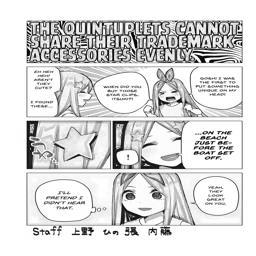 THE QUINTUPLETS CANNOT
SHARE THEIR TRADEMARK
ACCESSORIES EVENLY.
EH HEH
HEH!
AREN'T
THEY
CUTE?
I FOUND
THESE...
WHEN DID YOU
BUY THOSE
STAR CLIPS,
ITSUKI?!
GOSH! I WAS
THE FIRST TO
PUT SOMETHING
UNIQUE ON MY
HEAD!
!
...ON THE
BEACH
JUST BE-
FORE THE
BOAT GET
OFF.
I'LL
PRETEND I
DIDN'T HEAR
THAT.
YEAH,
THEY
LOOK
GREAT
ON YOU.
Staff 上野 ひの 張 内藤